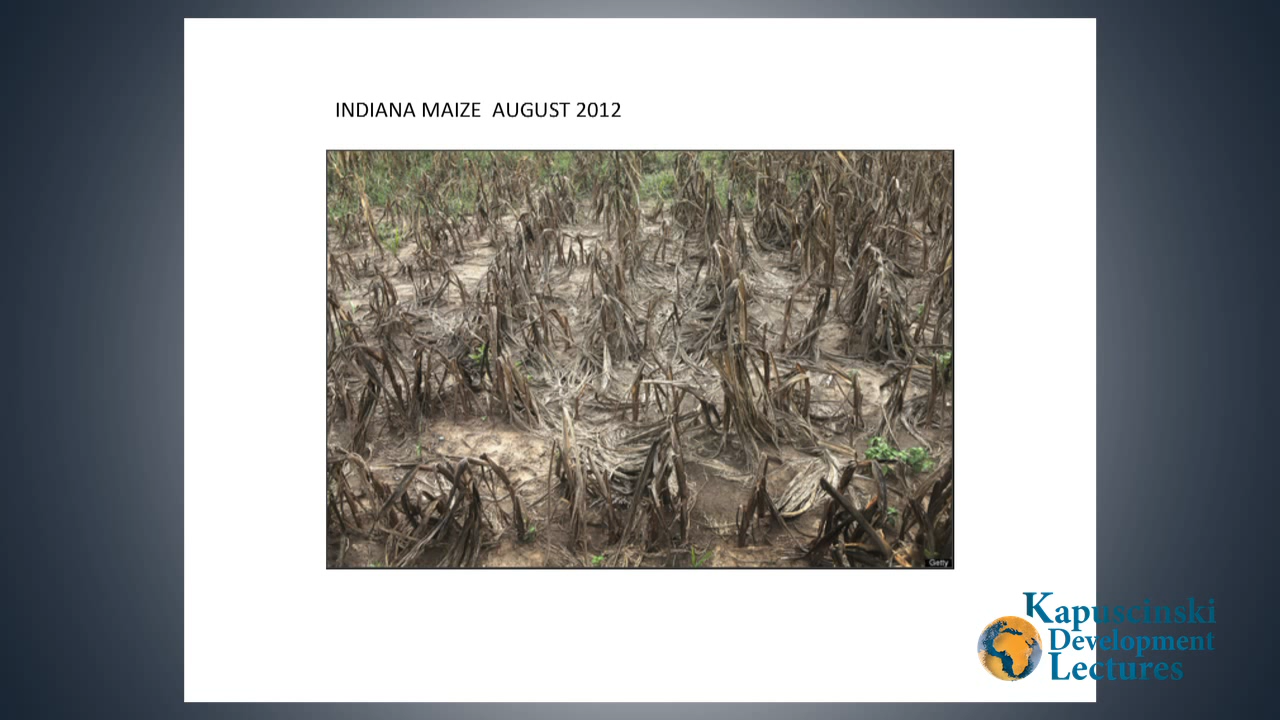 INDIANA MAIZE  AUGUST 2012
Getty
Kapuscinski
Development
Lectures